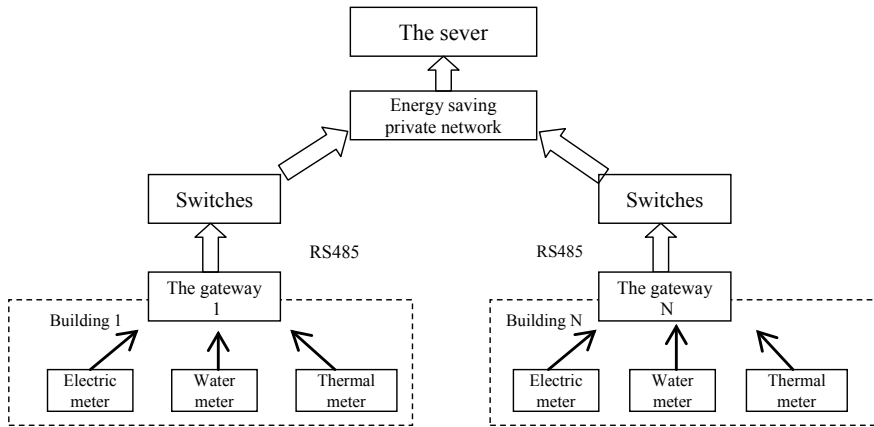 The sever
Energy saving
private network
Switches
Switches
RS485
RS485
The gateway
1
The gateway
N
Building 1
Building N
Electric
meter
Water
meter
Thermal
meter
Electric
meter
Water
meter
Thermal
meter